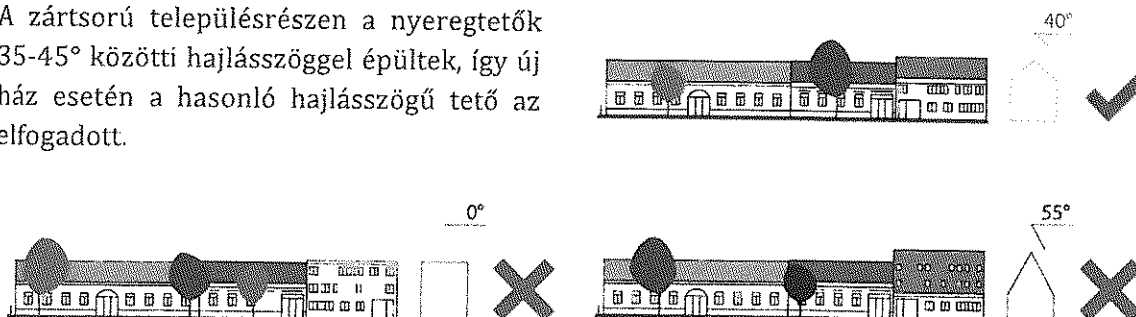 A zártsorú településrészen a nyeregtetők
35-45° közötti hajlásszöggel épültek, így új
ház esetén a hasonló hajlásszögű tető az
elfogadott.
40°
0°
55°